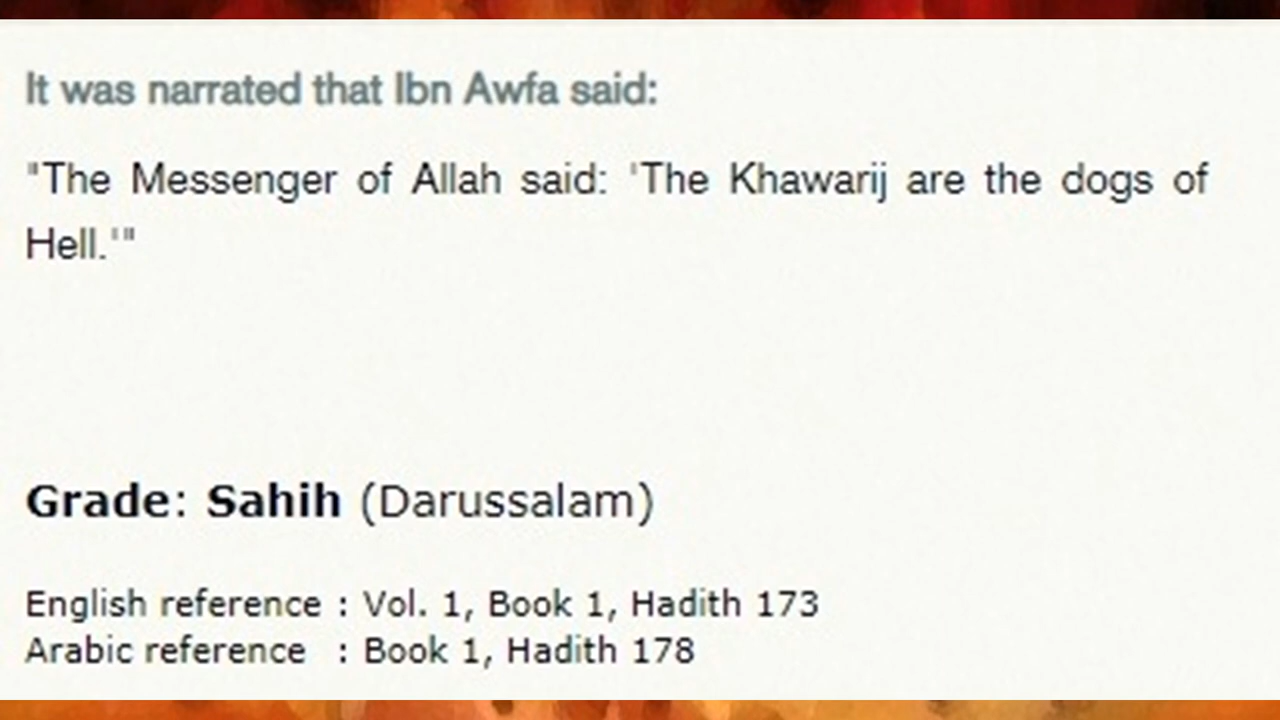 It was narrated that Ibn Awfa said:
"The Messenger of Allah said: 'The Khawarij are the dogs of
Hell.'"
Grade: Sahih (Darussalam)
English reference : Vol. 1, Book 1, Hadith 173
Arabic reference : Book 1, Hadith 178